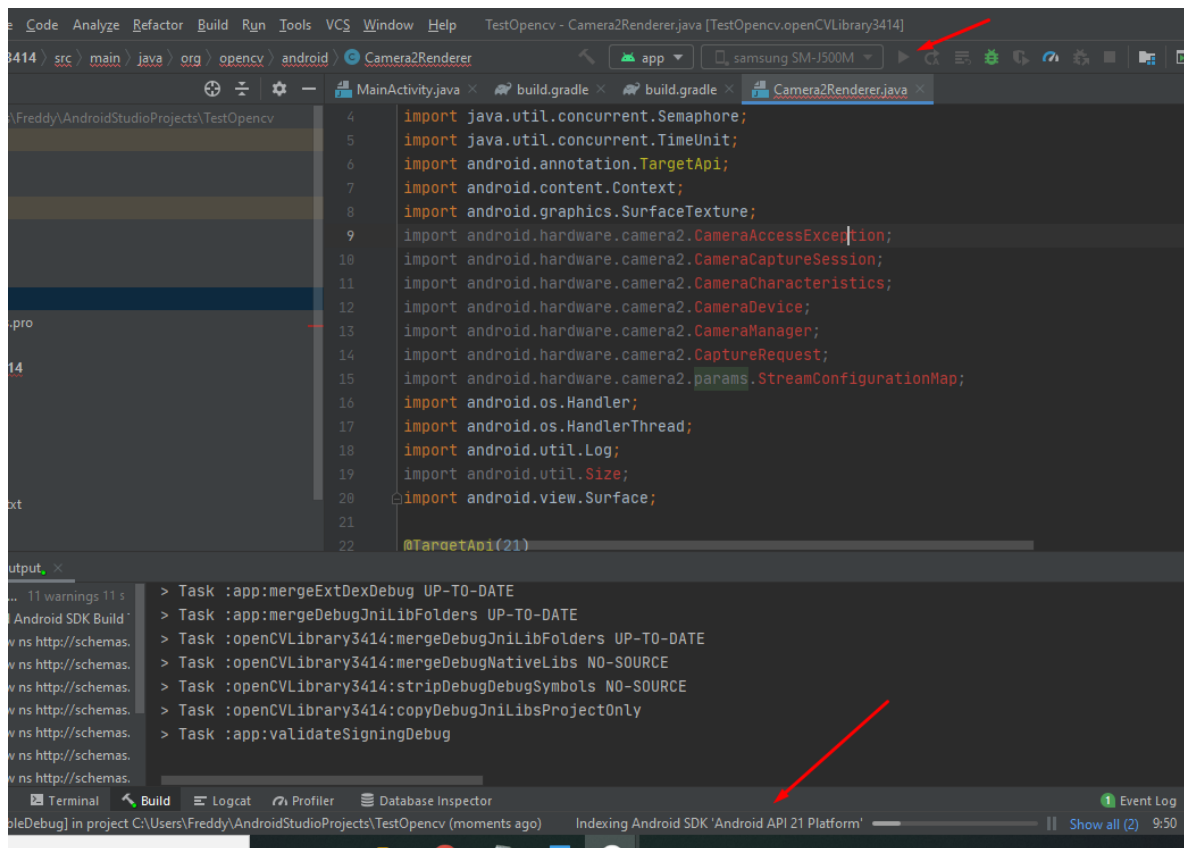 Code Analyze Refactor Build Run Tools VCS Window Help TestOpencv - Camera2Renderer.java [TestOpencv.openCVLibrary3414]
3414 〉 src 〉 main 〉 java 〉 org 〉 opencv 〉 android 〉 Camera2Renderer app samsung SM-J500M
MainActivity.java build.gradle build.gradle Camera2Renderer.java
\Freddy\AndroidStudioProjects\TestOpencv
.pro
14
4 import java.util.concurrent.Semaphore;
5 import java.util.concurrent.TimeUnit;
6 import android.annotation.TargetApi;
7 import android.content.Context;
8 import android.graphics.SurfaceTexture;
9 import android.hardware.camera2.CameraAccessException;
10 import android.hardware.camera2.CameraCaptureSession;
11 import android.hardware.camera2.CameraCharacteristics;
12 import android.hardware.camera2.CameraDevice;
13 import android.hardware.camera2.CameraManager;
14 import android.hardware.camera2.CaptureRequest;
15 import android.hardware.camera2.params.StreamConfigurationMap;
16 import android.os.Handler;
17 import android.os.HandlerThread;
18 import android.util.Log;
19 import android.util.Size;
20 import android.view.Surface;
21
22 @TargetApi(21)
utput
... 11 warnings 11 s
Android SDK Build
w ns http://schemas.
w ns http://schemas.
w ns http://schemas.
w ns http://schemas.
w ns http://schemas.
w ns http://schemas.
w ns http://schemas.
> Task :app:mergeExtDexDebug UP-TO-DATE
> Task :app:mergeDebugJniLibFolders UP-TO-DATE
> Task :openCVLibrary3414:mergeDebugJniLibFolders UP-TO-DATE
> Task :openCVLibrary3414:mergeDebugNativeLibs NO-SOURCE
> Task :openCVLibrary3414:stripDebugDebugSymbols NO-SOURCE
> Task :openCVLibrary3414:copyDebugJniLibsProjectOnly
> Task :app:validateSigningDebug
Terminal Build Logcat Profiler Database Inspector 1 Event Log
bleDebug] in project C:\Users\Freddy\AndroidStudioProjects\TestOpencv (moments ago) Indexing Android SDK 'Android API 21 Platform' Show all (2) 9:50